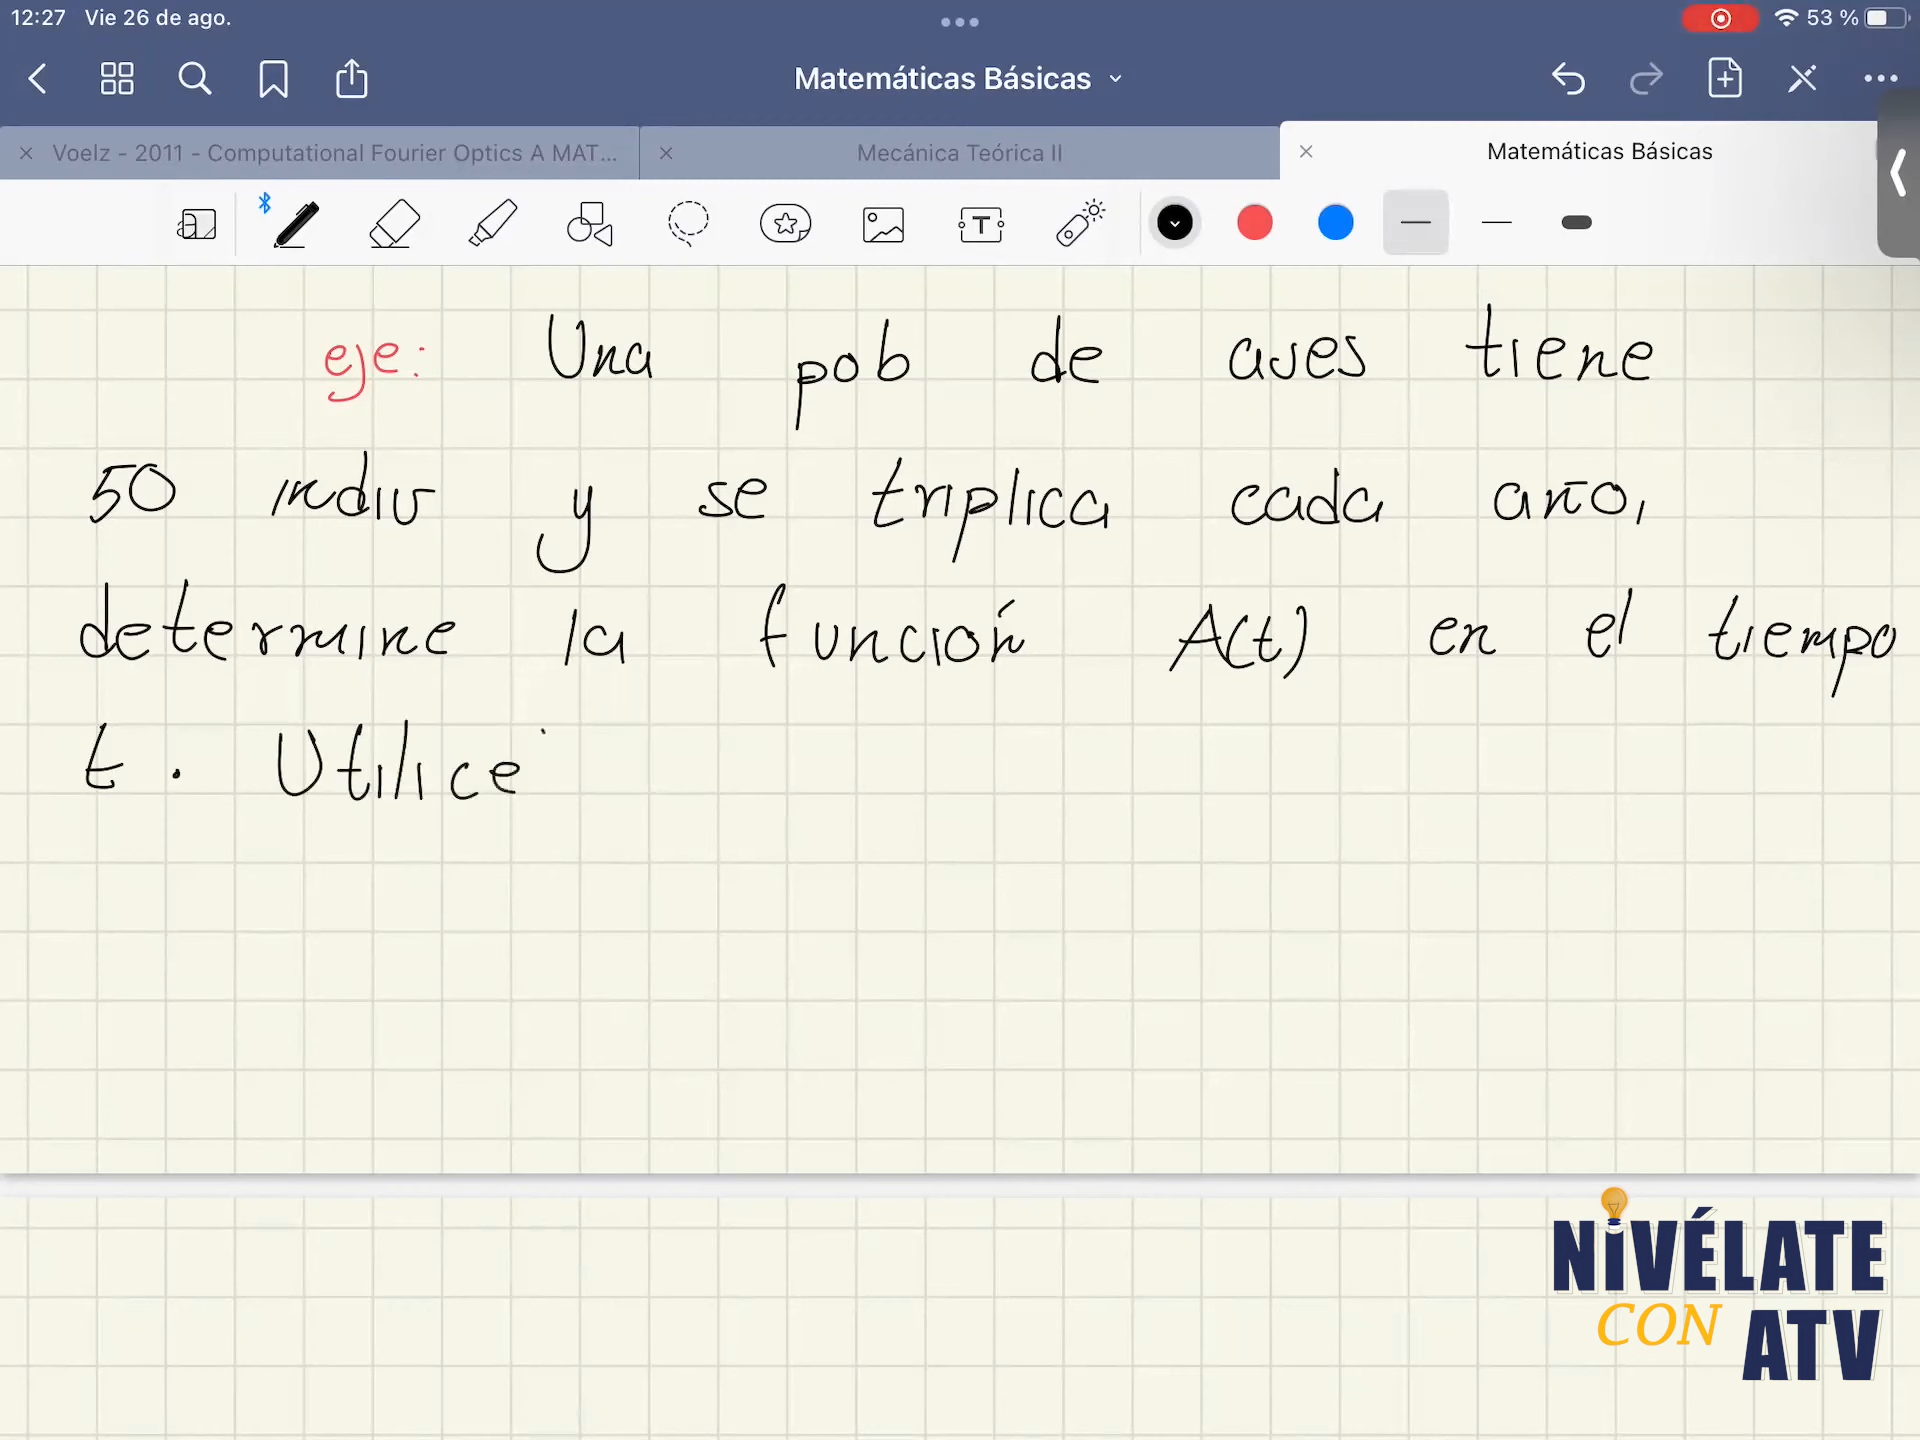 12:27 Vie 26 de ago.
53 %
Matemáticas Básicas
Voelz - 2011 - Computational Fourier Optics A MAT...
Mecánica Teórica II
Matemáticas Básicas
eje: Una pob de aves tiene
50 indiv y se triplica cada año,
determine la función A(t) en el tiempo
t. Utilice
NIVÉLATE
CON
ATV